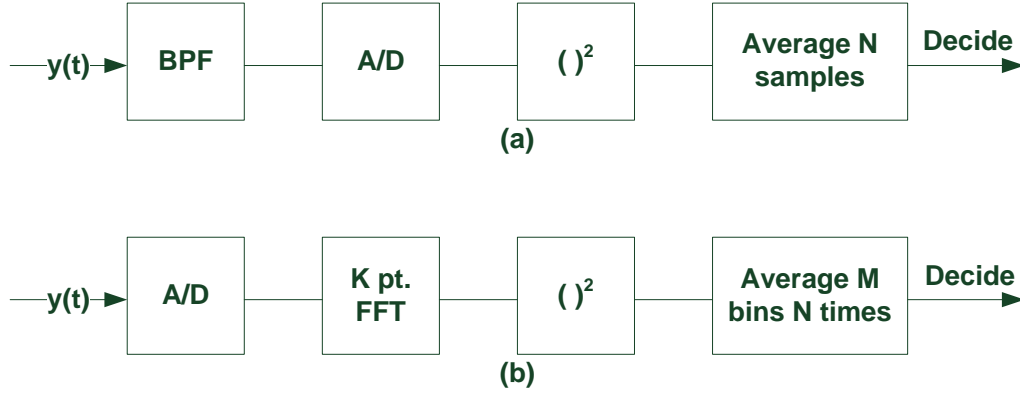 y(t)
BPF
A/D
( )²
Average N
samples
Decide
(a)
y(t)
A/D
K pt.
FFT
( )²
Average M
bins N times
Decide
(b)